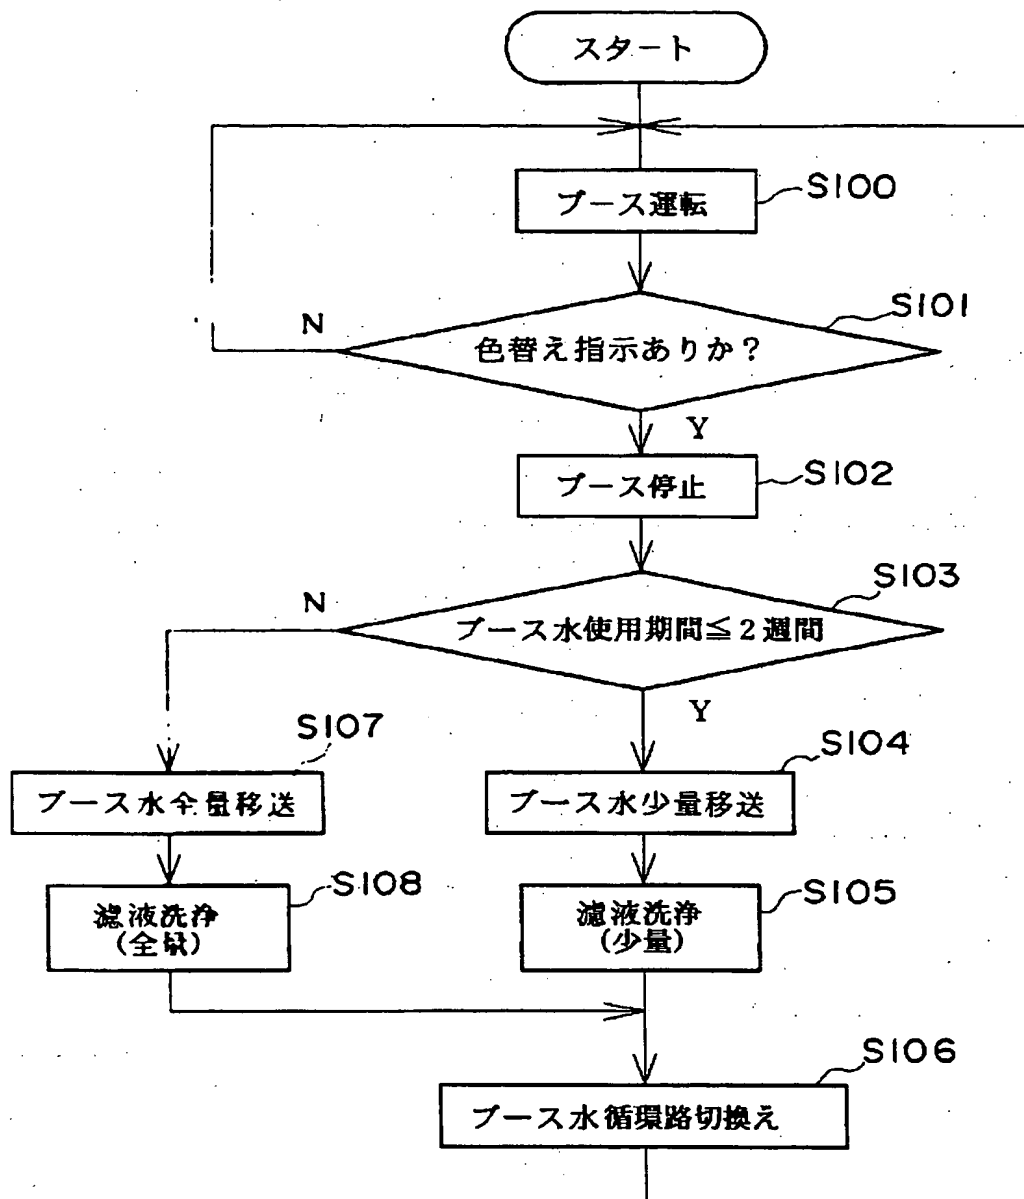 スタート
ブース運転
S100
S101
N
色替え指示ありか？
Y
ブース停止
S102
S103
N
ブース水使用期間≦2週間
Y
S107
S104
ブース水全量移送
ブース水少量移送
S108
S105
濾液洗浄
(全量)
濾液洗浄
(少量)
S106
ブース水循環路切換え